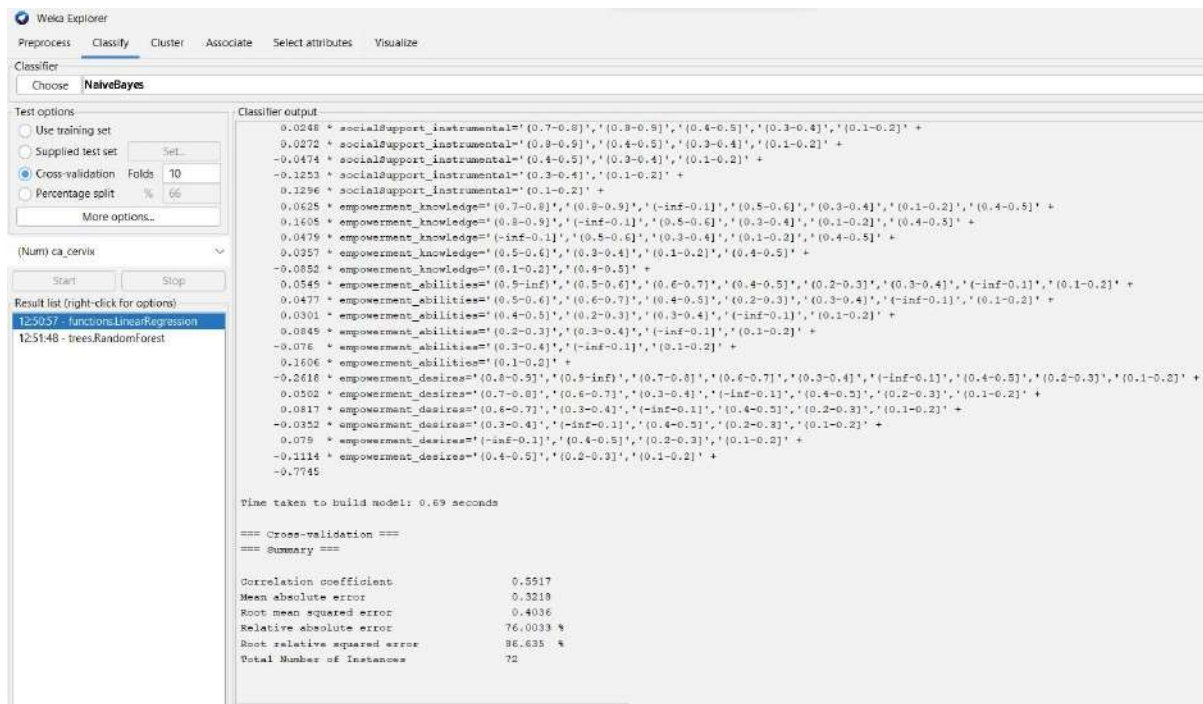 Weka Explorer
Preprocess Classify Cluster Associate Select attributes Visualize
Classifier
Choose NaiveBayes
Test options
Use training set
Supplied test set Set...
Cross-validation Folds 10
Percentage split % 66
More options...
(Num) ca_cervix
Start Stop
Result list (right-click for options)
12:50:57 - functions.LinearRegression
12:51:48 - trees.RandomForest
Classifier output
0.0248 * socialSupport_instrumental='(0.7-0.8]','(0.8-0.9]','(0.4-0.5]','(0.3-0.4]','(0.1-0.2]' +
0.0272 * socialSupport_instrumental='(0.8-0.9]','(0.4-0.5]','(0.3-0.4]','(0.1-0.2]' +
-0.0474 * socialSupport_instrumental='(0.4-0.5]','(0.3-0.4]','(0.1-0.2]' +
-0.1253 * socialSupport_instrumental='(0.3-0.4]','(0.1-0.2]' +
0.1296 * socialSupport_instrumental='(0.1-0.2]' +
0.0625 * empowerment_knowledge='(0.7-0.8]','(0.8-0.9]','(-inf-0.1]','(0.5-0.6]','(0.3-0.4]','(0.1-0.2]','(0.4-0.5]' +
0.1605 * empowerment_knowledge='(0.8-0.9]','(-inf-0.1]','(0.5-0.6]','(0.3-0.4]','(0.1-0.2]','(0.4-0.5]' +
0.0479 * empowerment_knowledge='(-inf-0.1]','(0.5-0.6]','(0.3-0.4]','(0.1-0.2]','(0.4-0.5]' +
0.0357 * empowerment_knowledge='(0.5-0.6]','(0.3-0.4]','(0.1-0.2]','(0.4-0.5]' +
-0.0852 * empowerment_knowledge='(0.1-0.2]','(0.4-0.5]' +
0.0549 * empowerment_abilities='(0.9-inf)','(0.5-0.6]','(0.6-0.7]','(0.4-0.5]','(0.2-0.3]','(0.3-0.4]','(-inf-0.1]','(0.1-0.2]' +
0.0477 * empowerment_abilities='(0.5-0.6]','(0.6-0.7]','(0.4-0.5]','(0.2-0.3]','(0.3-0.4]','(-inf-0.1]','(0.1-0.2]' +
0.0301 * empowerment_abilities='(0.4-0.5]','(0.2-0.3]','(0.3-0.4]','(-inf-0.1]','(0.1-0.2]' +
0.0849 * empowerment_abilities='(0.2-0.3]','(0.3-0.4]','(-inf-0.1]','(0.1-0.2]' +
-0.076 * empowerment_abilities='(0.3-0.4]','(-inf-0.1]','(0.1-0.2]' +
0.1606 * empowerment_abilities='(0.1-0.2]' +
-0.2618 * empowerment_desires='(0.8-0.9]','(0.9-inf)','(0.7-0.8]','(0.6-0.7]','(0.3-0.4]','(-inf-0.1]','(0.4-0.5]','(0.2-0.3]','(0.1-0.2]' +
0.0502 * empowerment_desires='(0.7-0.8]','(0.6-0.7]','(0.3-0.4]','(-inf-0.1]','(0.4-0.5]','(0.2-0.3]','(0.1-0.2]' +
0.0817 * empowerment_desires='(0.6-0.7]','(0.3-0.4]','(-inf-0.1]','(0.4-0.5]','(0.2-0.3]','(0.1-0.2]' +
-0.0352 * empowerment_desires='(0.3-0.4]','(-inf-0.1]','(0.4-0.5]','(0.2-0.3]','(0.1-0.2]' +
0.079 * empowerment_desires='(-inf-0.1]','(0.4-0.5]','(0.2-0.3]','(0.1-0.2]' +
-0.1114 * empowerment_desires='(0.4-0.5]','(0.2-0.3]','(0.1-0.2]' +
-0.7745
Time taken to build model: 0.69 seconds
=== Cross-validation ===
=== Summary ===
Correlation coefficient 0.5917
Mean absolute error 0.3218
Root mean squared error 0.4036
Relative absolute error 76.0033 %
Root relative squared error 86.635 %
Total Number of Instances 72